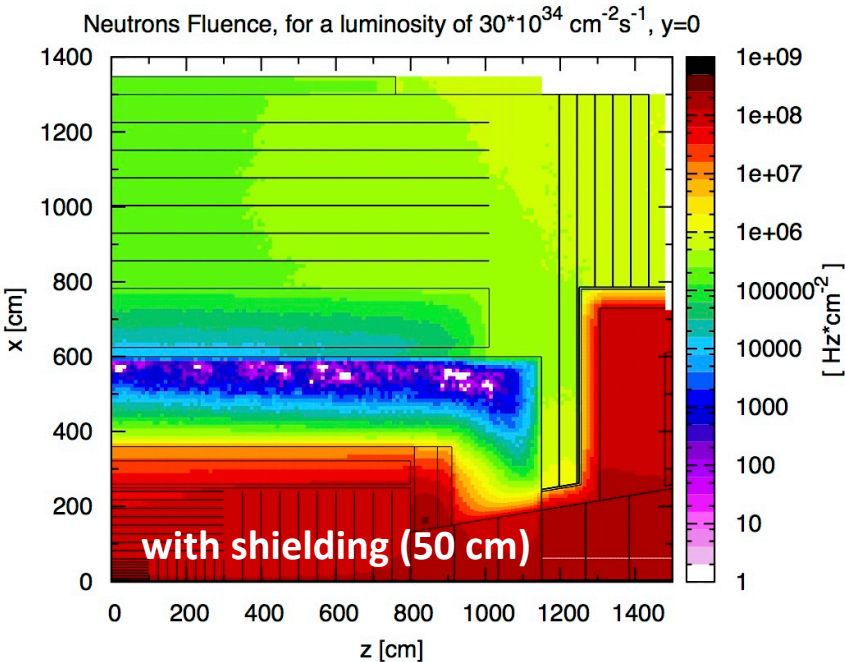 Neutrons Fluence, for a luminosity of 30*10^34 cm^-2s^-1, y=0
1400
1200
1000
800
600
400
200
0
x [cm]
0 200 400 600 800 1000 1200 1400
z [cm]
with shielding (50 cm)
1e+09
1e+08
1e+07
1e+06
100000
10000
1000
100
10
1
[ Hz*cm^-2 ]